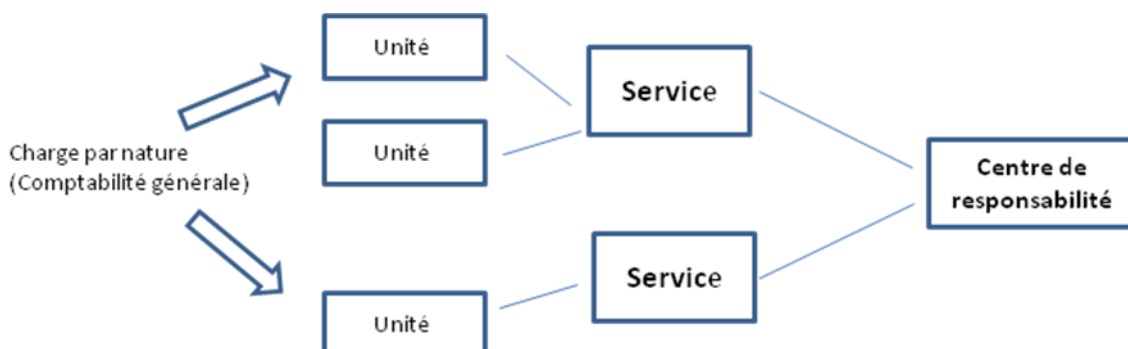 Unité
Service
Unité
Charge par nature
(Comptabilité générale)
Centre de
responsabilité
Service
Unité